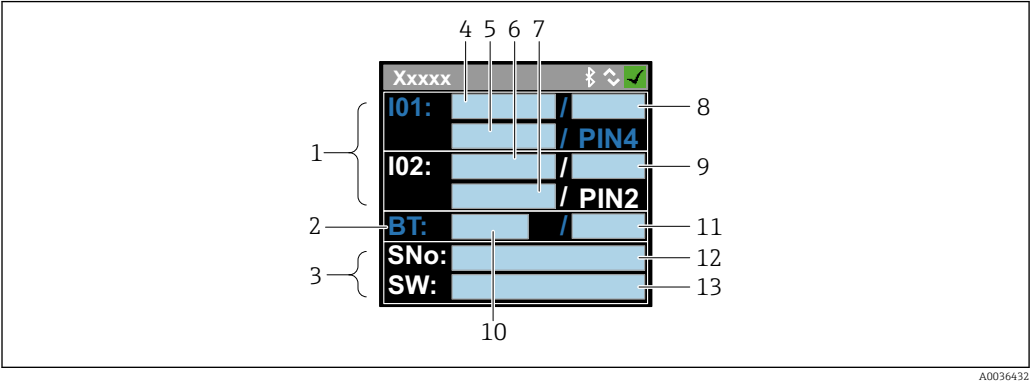 4 5 6 7
Xxxxx
I01: / 8
/ PIN4
1
I02: / 9
/ PIN2
2 BT: / 11
SNo: 12
3
SW: 13
10
A0036432